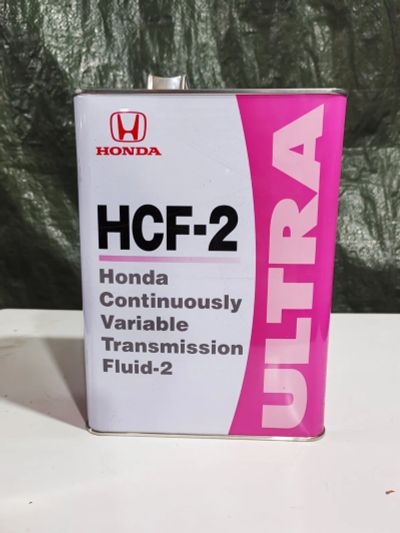 HONDA
HCF-2
Honda
Continuously
Variable
Transmission
Fluid-2
ULTRA